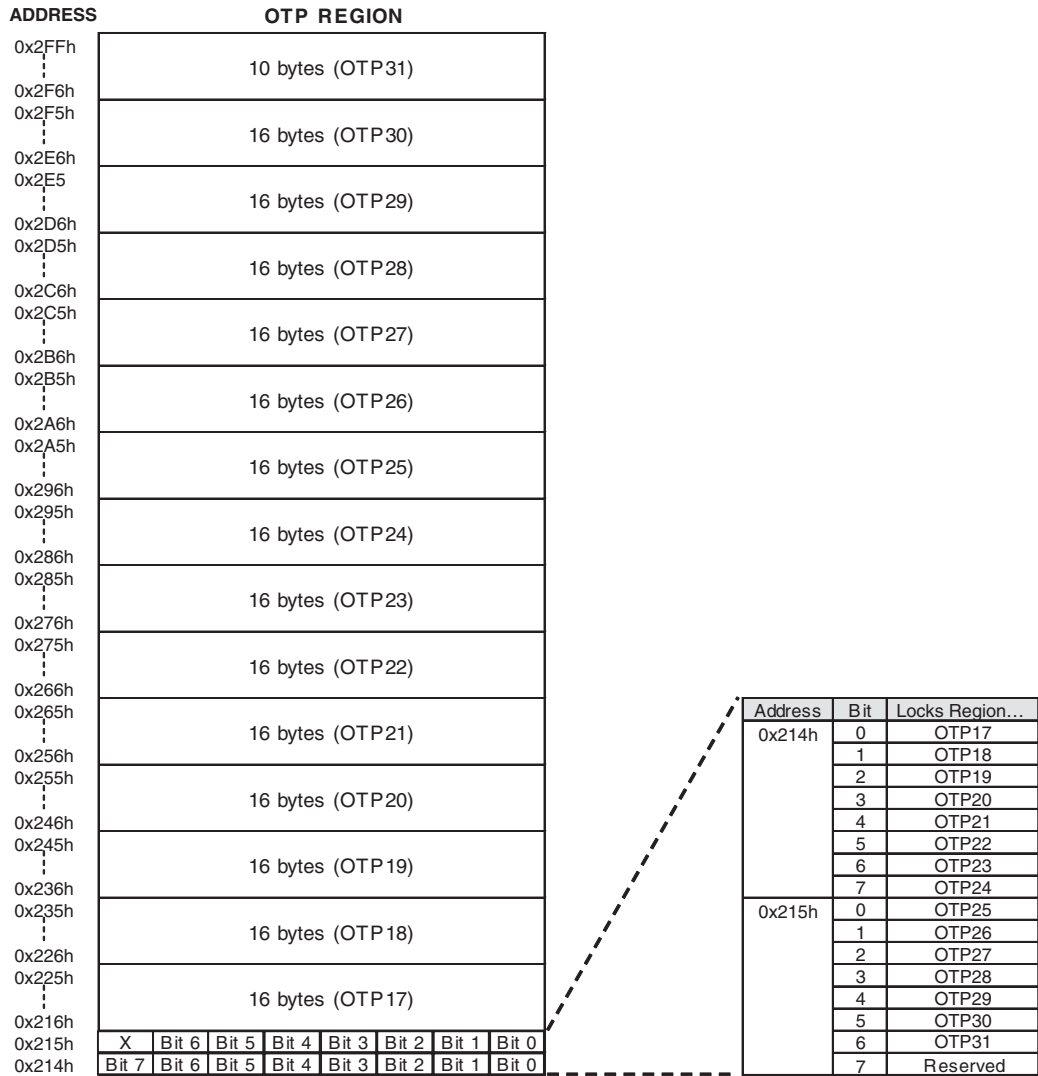 ADDRESS OTP REGION
0x2FFh
10 bytes (OTP31)
0x2F6h
0x2F5h
16 bytes (OTP30)
0x2E6h
0x2E5
16 bytes (OTP29)
0x2D6h
0x2D5h
16 bytes (OTP28)
0x2C6h
0x2C5h
16 bytes (OTP27)
0x2B6h
0x2B5h
16 bytes (OTP26)
0x2A6h
0x2A5h
16 bytes (OTP25)
0x296h
0x295h
16 bytes (OTP24)
0x286h
0x285h
16 bytes (OTP23)
0x276h
0x275h
16 bytes (OTP22)
0x266h
0x265h
16 bytes (OTP21)
0x256h
0x255h
16 bytes (OTP20)
0x246h
0x245h
16 bytes (OTP19)
0x236h
0x235h
16 bytes (OTP18)
0x226h
0x225h
16 bytes (OTP17)
0x216h
0x215h X Bit 6 Bit 5 Bit 4 Bit 3 Bit 2 Bit 1 Bit 0
0x214h Bit 7 Bit 6 Bit 5 Bit 4 Bit 3 Bit 2 Bit 1 Bit 0
Address Bit Locks Region…
0x214h 0 OTP17
1 OTP18
2 OTP19
3 OTP20
4 OTP21
5 OTP22
6 OTP23
7 OTP24
0x215h 0 OTP25
1 OTP26
2 OTP27
3 OTP28
4 OTP29
5 OTP30
6 OTP31
7 Reserved